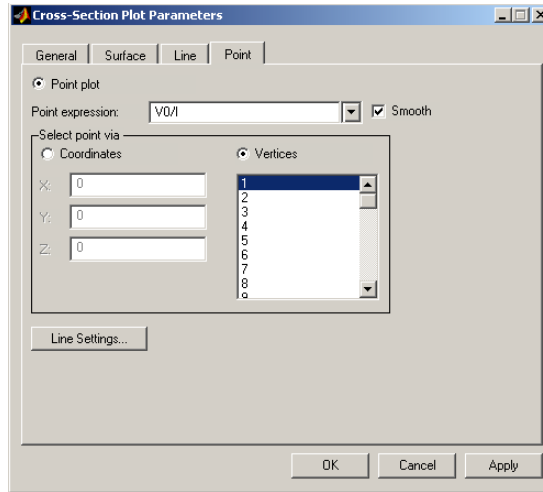 Cross-Section Plot Parameters
General Surface Line Point
Point plot
Point expression: V0/I Smooth
Select point via
Coordinates Vertices
X: 0
Y: 0
Z: 0
1
2
3
4
5
6
7
8
9
Line Settings...
OK Cancel Apply